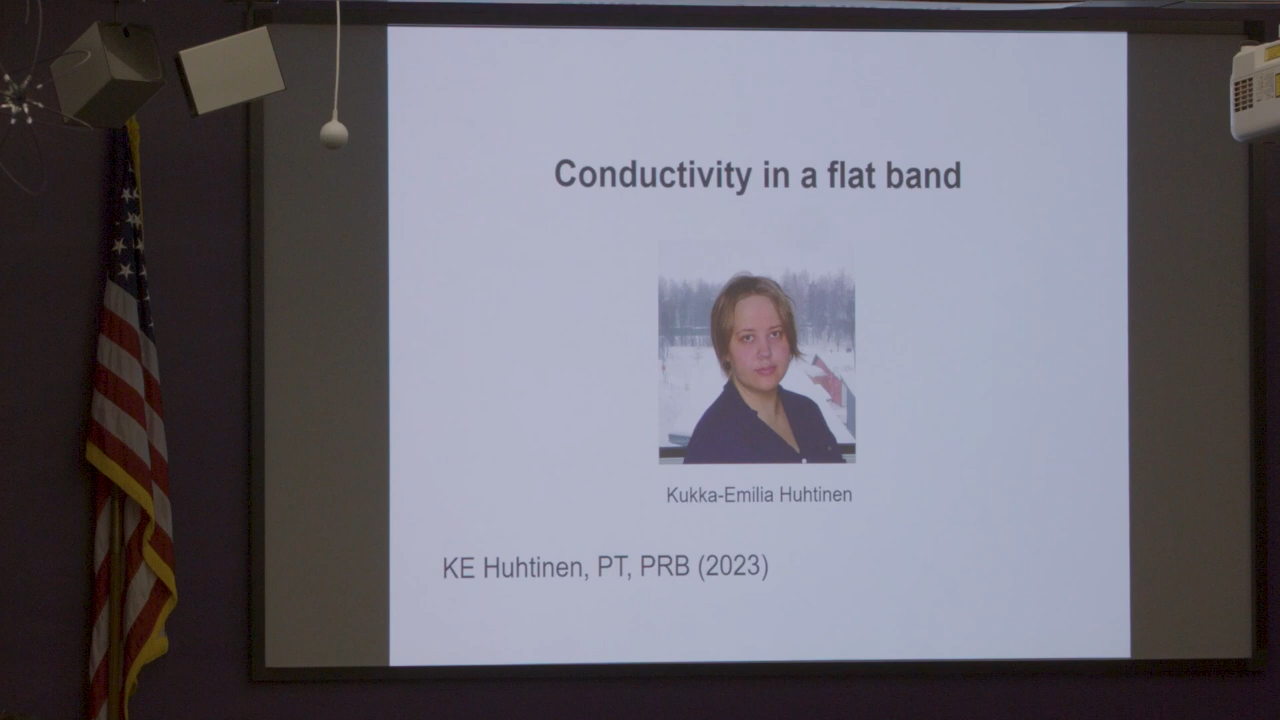 Conductivity in a flat band
Kukka-Emilia Huhtinen
KE Huhtinen, PT, PRB (2023)